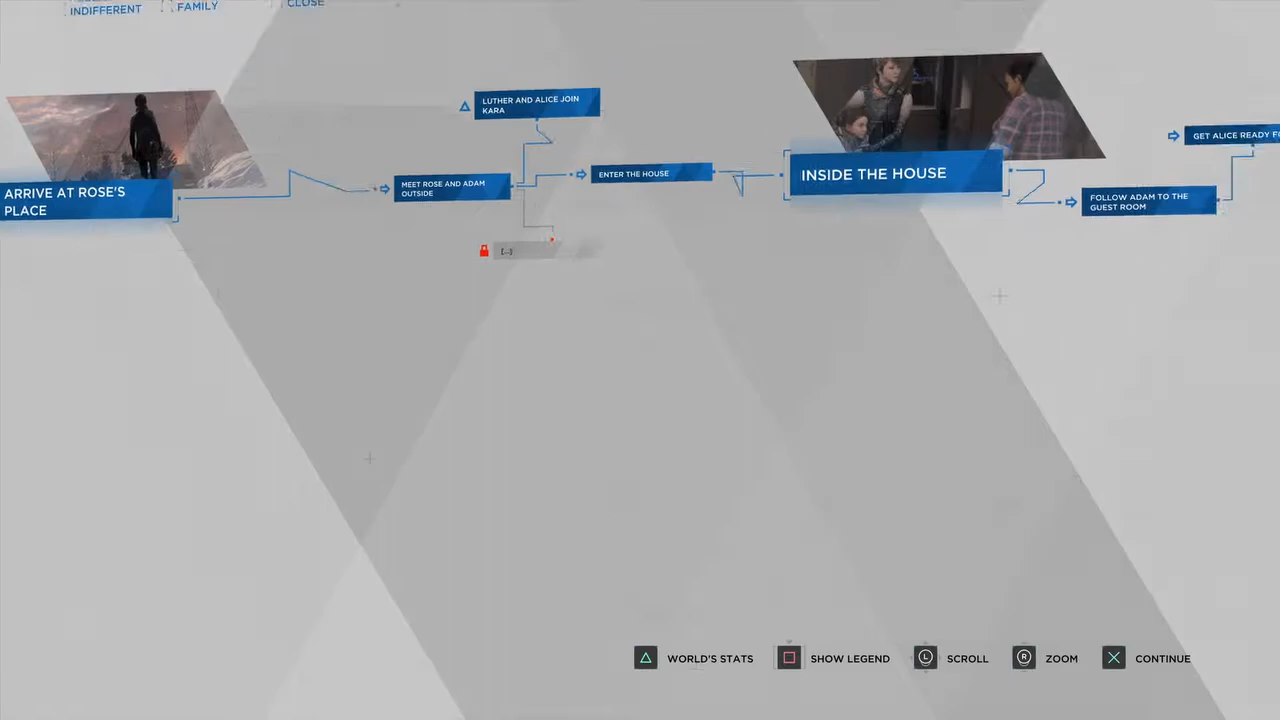 INDIFFERENT
FAMILY
CLOSE
LUTHER AND ALICE JOIN
KARA
ARRIVE AT ROSE'S
PLACE
MEET ROSE AND ADAM
OUTSIDE
ENTER THE HOUSE
INSIDE THE HOUSE
GET ALICE READY FO
FOLLOW ADAM TO THE
GUEST ROOM
[...]
WORLD'S STATS
SHOW LEGEND
L
SCROLL
R
ZOOM
CONTINUE